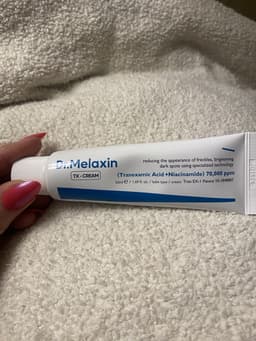 Dr.Melaxin
TX - CREAM
Reducing the appearance of freckles, brightening
dark spots using specialized technology
(Tranexamic Acid +Niacinamide) 70,000 ppm